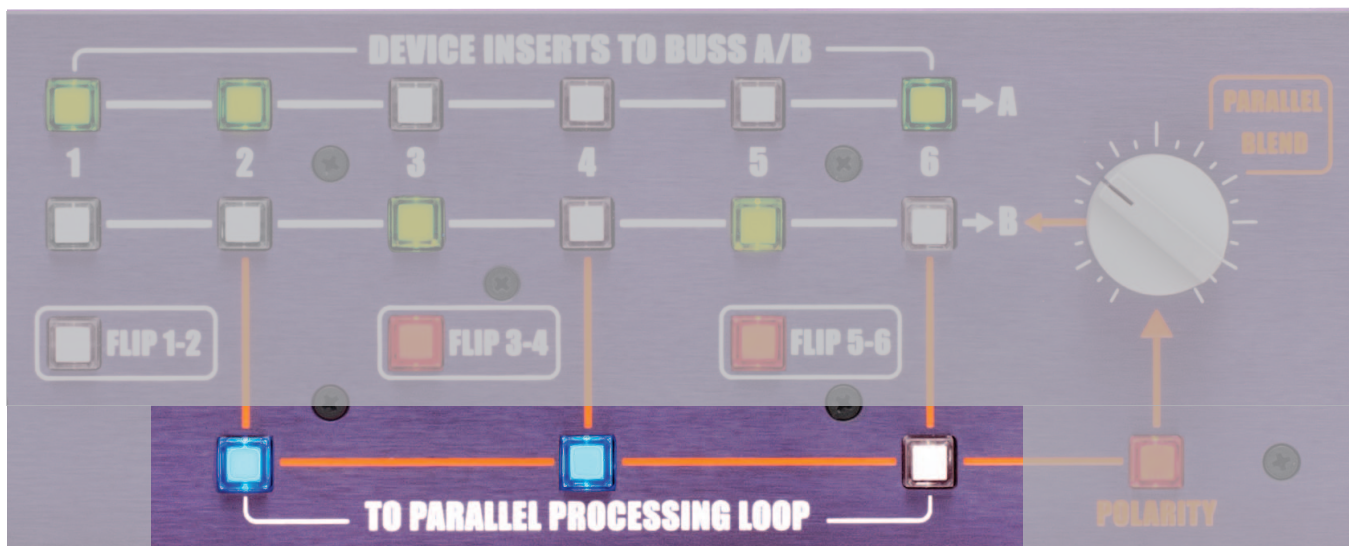 DEVICE INSERTS TO BUSS A/B
A
PARALLEL
BLEND
1 2 3 4 5 6
B
FLIP 1-2 FLIP 3-4 FLIP 5-6
TO PARALLEL PROCESSING LOOP
POLARITY